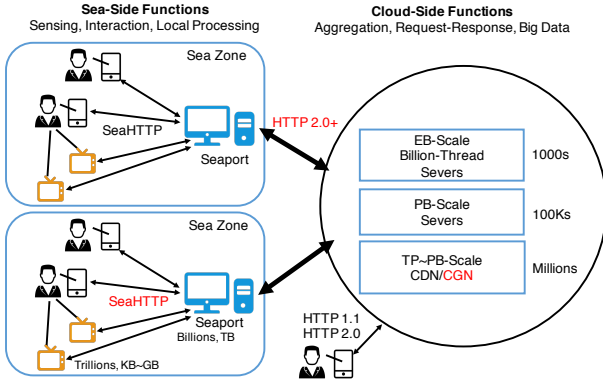 Sea-Side Functions
Sensing, Interaction, Local Processing
Cloud-Side Functions
Aggregation, Request-Response, Big Data
Sea Zone
SeaHTTP
Seaport
HTTP 2.0+
EB-Scale
Billion-Thread
Severs
1000s
PB-Scale
Severs
100Ks
TP~PB-Scale
CDN/CGN
Millions
Sea Zone
SeaHTTP
Seaport
Billions, TB
Trillions, KB~GB
HTTP 1.1
HTTP 2.0